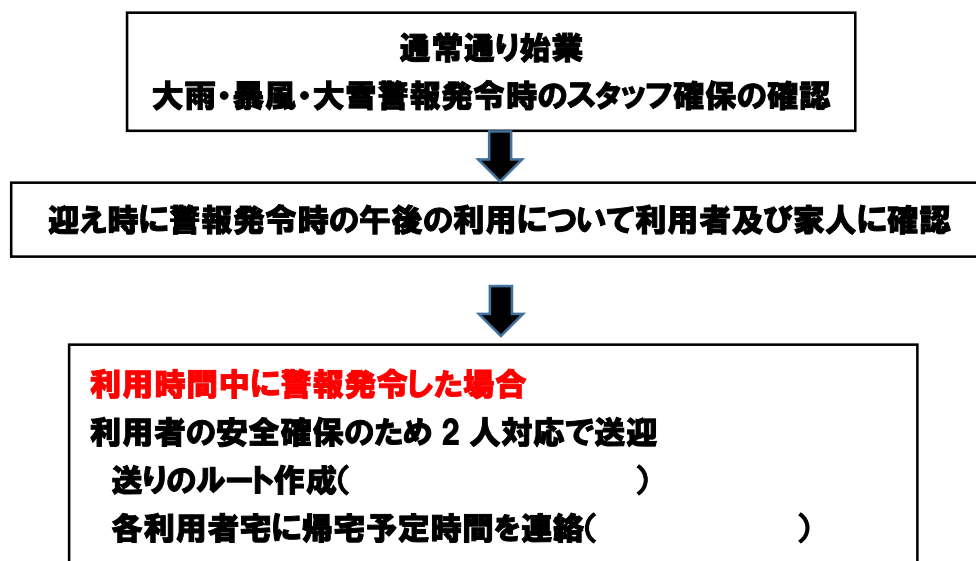 通常通り始業
大雨・暴風・大雪警報発令時のスタッフ確保の確認
迎え時に警報発令時の午後の利用について利用者及び家人に確認
利用時間中に警報発令した場合
利用者の安全確保のため 2 人対応で送迎
送りのルート作成(　　　　　　　　　　　　)
各利用者宅に帰宅予定時間を連絡(　　　　　　　　　)